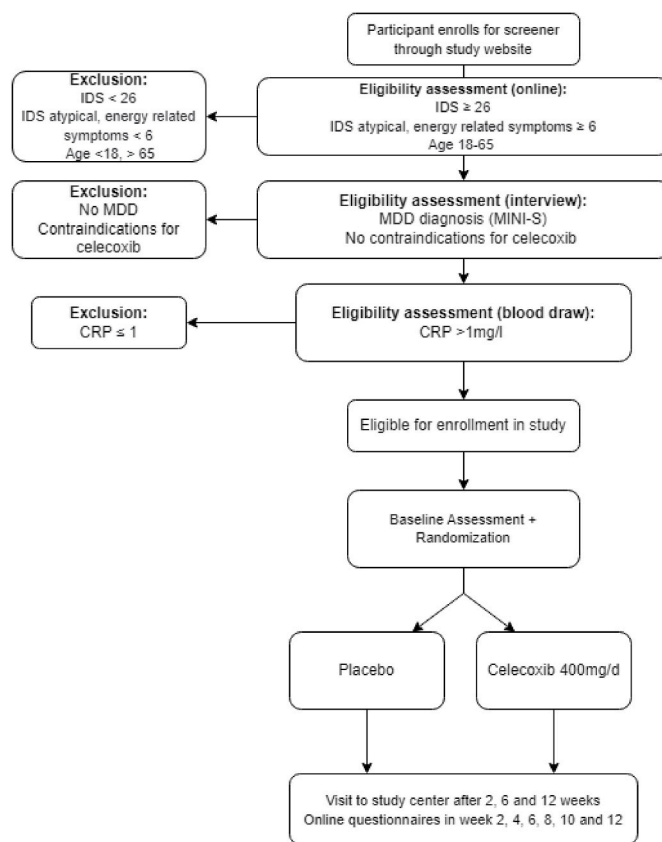 Participant enrolls for screener
through study website
Exclusion:
IDS < 26
IDS atypical, energy related
symptoms < 6
Age <18, > 65
Eligibility assessment (online):
IDS ≥ 26
IDS atypical, energy related symptoms ≥ 6
Age 18-65
Exclusion:
No MDD
Contraindications for
celecoxib
Eligibility assessment (interview):
MDD diagnosis (MINI-S)
No contraindications for celecoxib
Exclusion:
CRP ≤ 1
Eligibility assessment (blood draw):
CRP >1mg/l
Eligible for enrollment in study
Baseline Assessment +
Randomization
Placebo
Celecoxib 400mg/d
Visit to study center after 2, 6 and 12 weeks
Online questionnaires in week 2, 4, 6, 8, 10 and 12